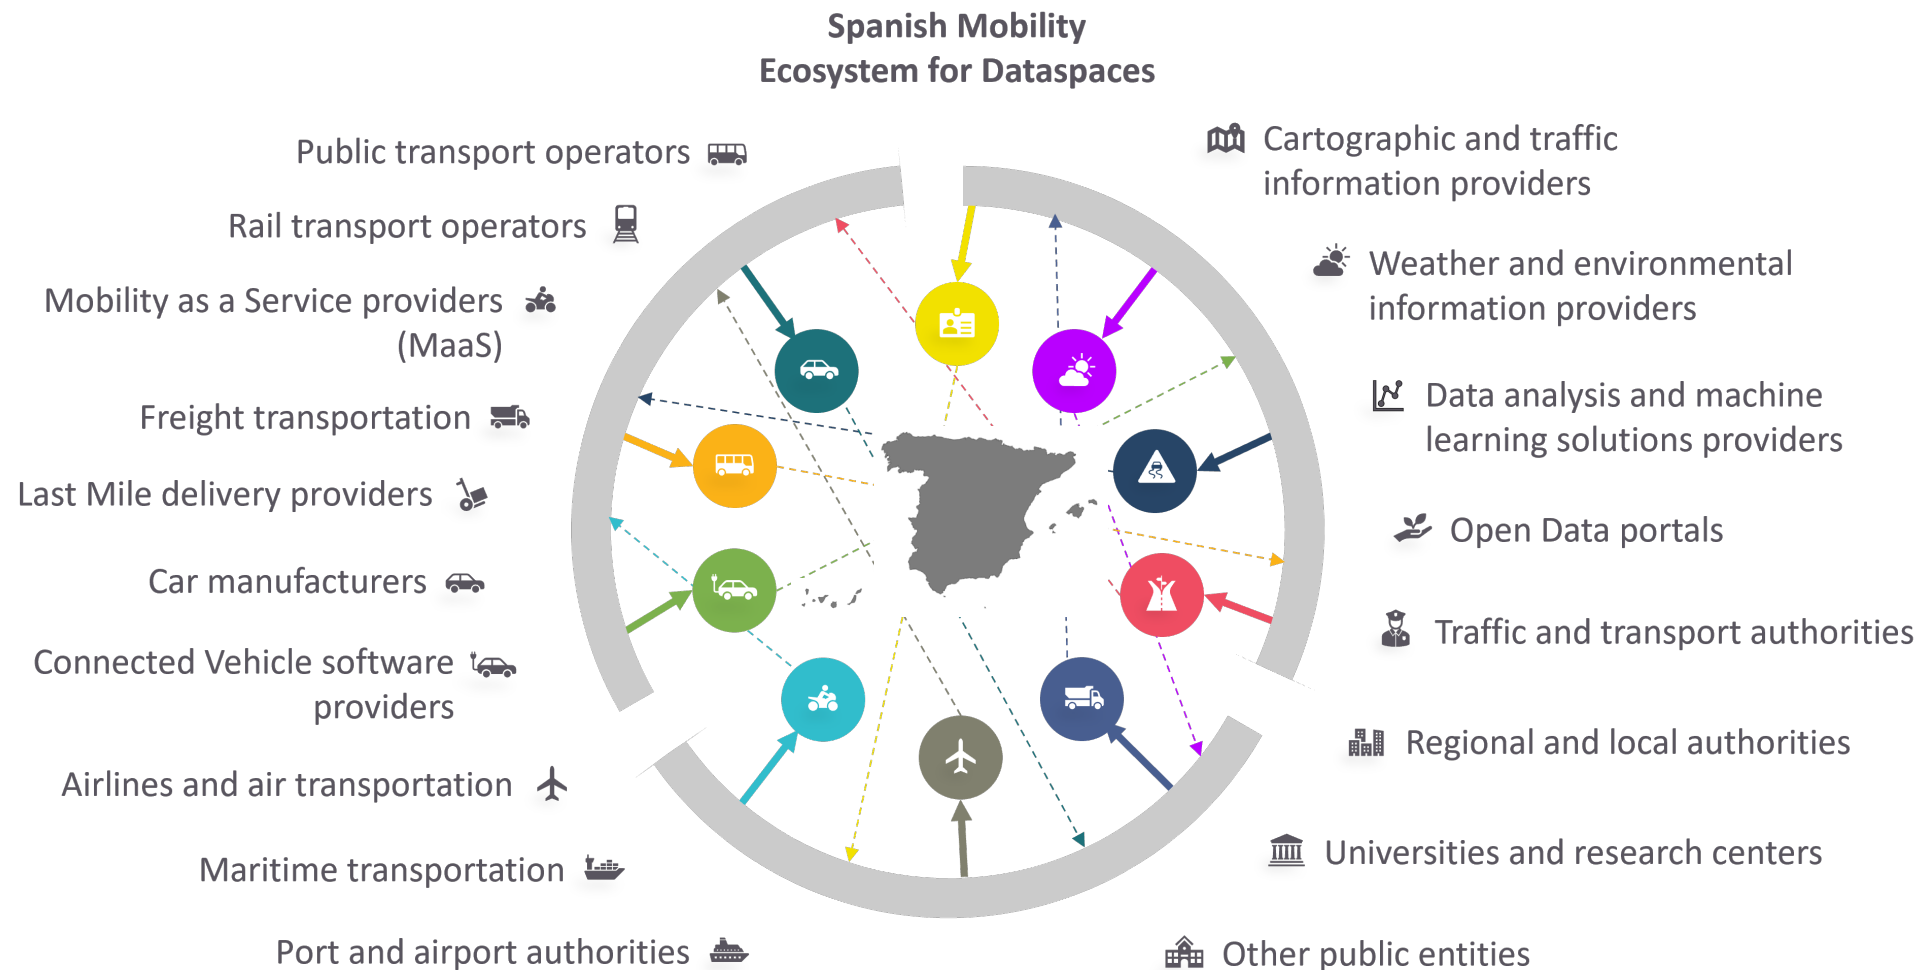 Spanish Mobility
Ecosystem for Dataspaces
Public transport operators
Rail transport operators
Mobility as a Service providers
(MaaS)
Freight transportation
Last Mile delivery providers
Car manufacturers
Connected Vehicle software
providers
Airlines and air transportation
Maritime transportation
Port and airport authorities
Cartographic and traffic
information providers
Weather and environmental
information providers
Data analysis and machine
learning solutions providers
Open Data portals
Traffic and transport authorities
Regional and local authorities
Universities and research centers
Other public entities